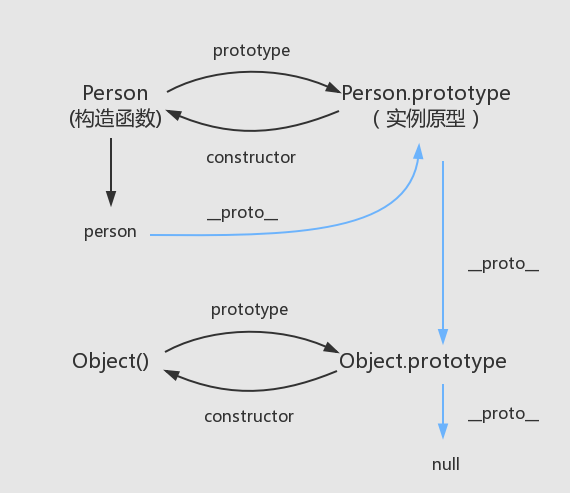 prototype
Person
Person.prototype
(构造函数)
( 实例原型 )
constructor
__proto__
person
__proto__
prototype
Object()
Object.prototype
constructor
__proto__
null